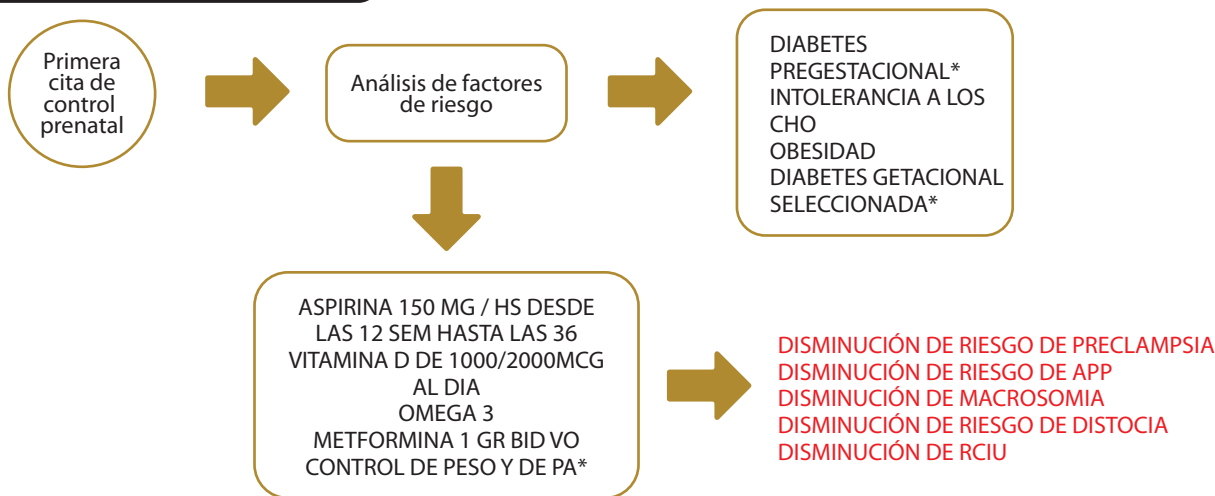 Primera
cita de
control
prenatal
Análisis de factores
de riesgo
DIABETES
PREGESTACIONAL*
INTOLERANCIA A LOS
CHO
OBESIDAD
DIABETES GETACIONAL
SELECCIONADA*
ASPIRINA 150 MG / HS DESDE
LAS 12 SEM HASTA LAS 36
VITAMINA D DE 1000/2000MCG
AL DIA
OMEGA 3
METFORMINA 1 GR BID VO
CONTROL DE PESO Y DE PA*
DISMINUCIÓN DE RIESGO DE PRECLAMPSIA
DISMINUCIÓN DE RIESGO DE APP
DISMINUCIÓN DE MACROSOMIA
DISMINUCIÓN DE RIESGO DE DISTOCIA
DISMINUCIÓN DE RCIU